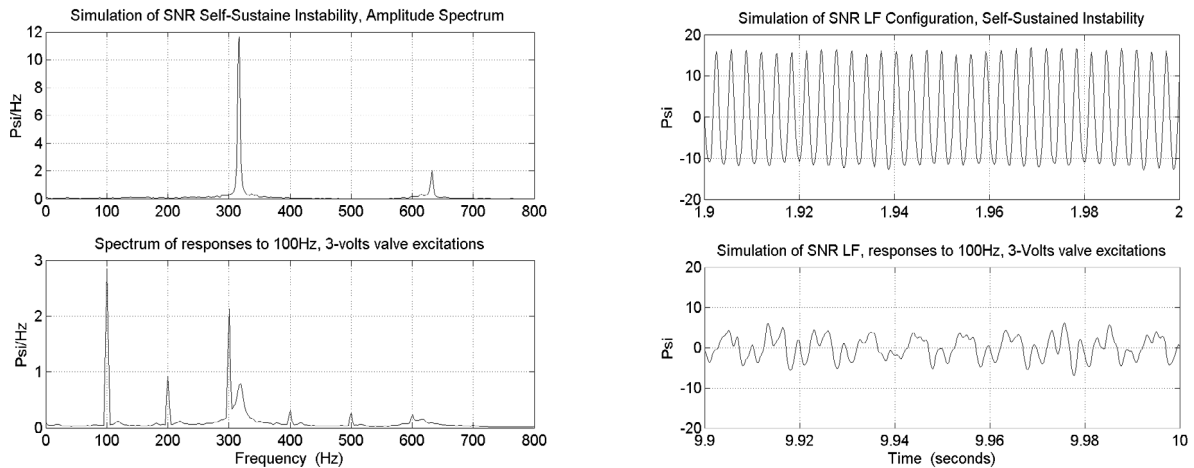 Simulation of SNR Self-Sustaine Instability, Amplitude Spectrum
Psi/Hz
12
10
8
6
4
2
0
0 100 200 300 400 500 600 700 800
Spectrum of responses to 100Hz, 3-volts valve excitations
Psi/Hz
3
2
1
0
0 100 200 300 400 500 600 700 800
Frequency (Hz)
Simulation of SNR LF Configuration, Self-Sustained Instability
Psi
20
10
0
-10
-20
1.9 1.92 1.94 1.96 1.98 2
Simulation of SNR LF, responses to 100Hz, 3-Volts valve excitations
Psi
20
10
0
-10
-20
9.9 9.92 9.94 9.96 9.98 10
Time (seconds)